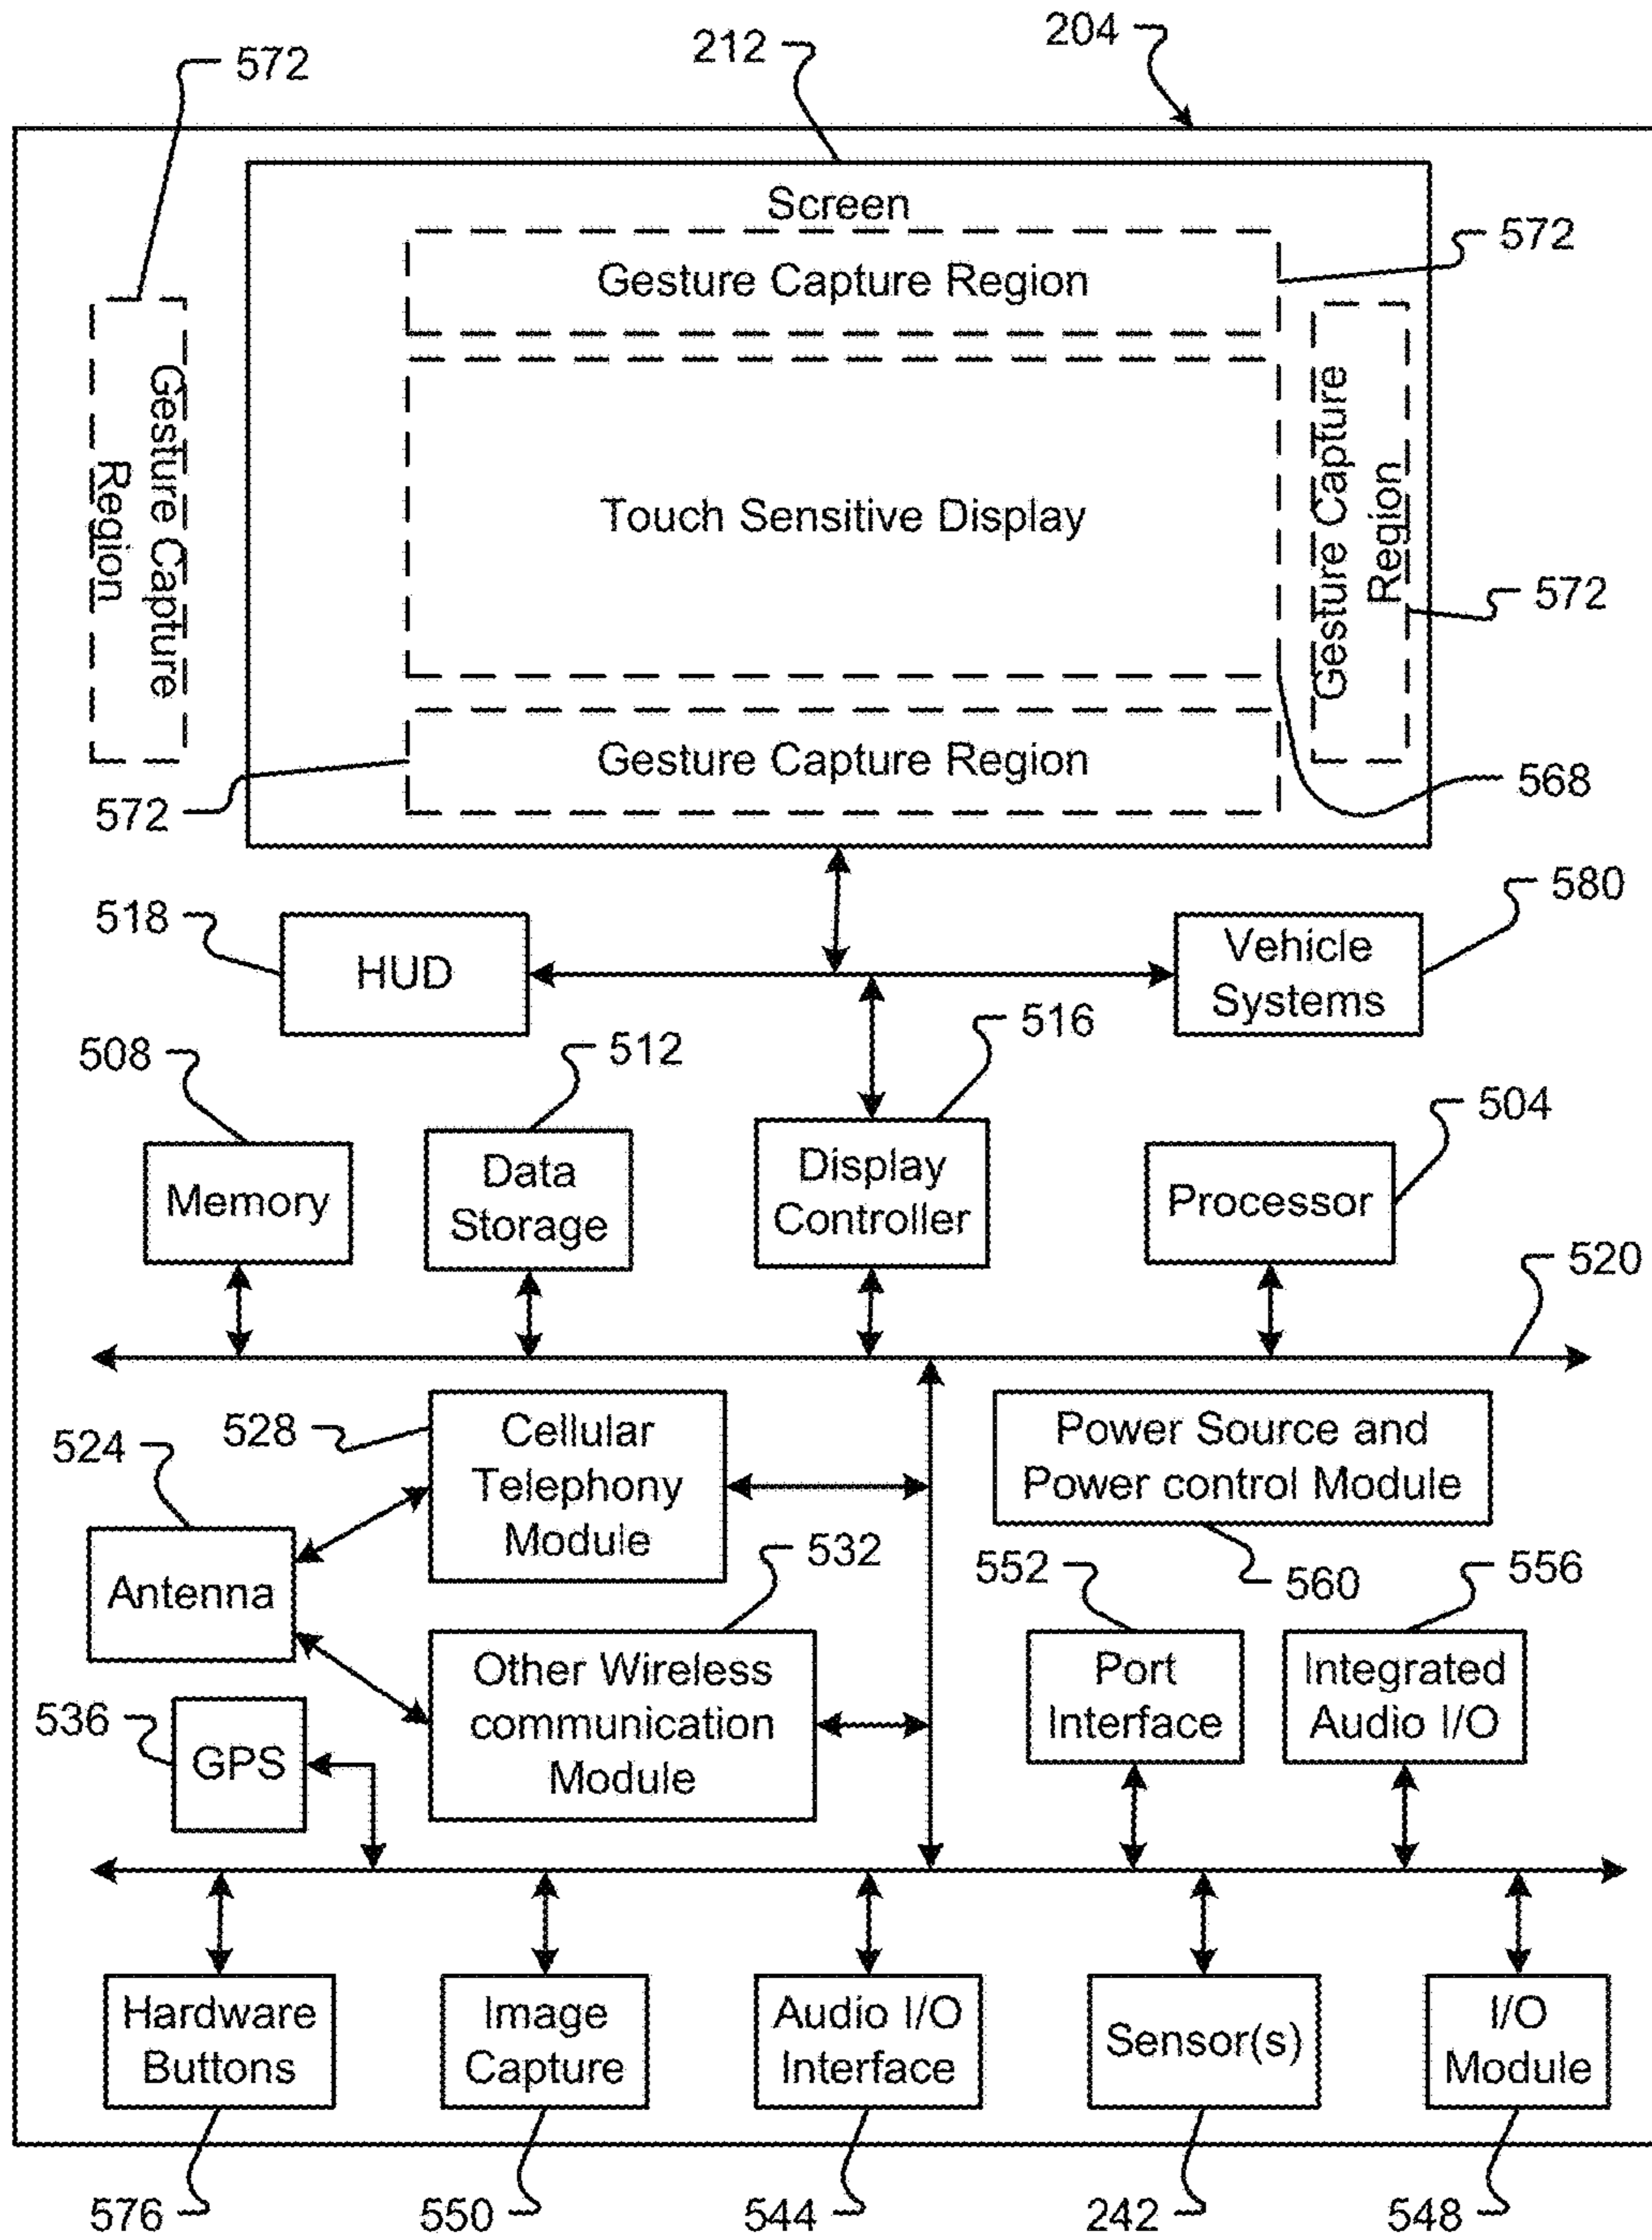 204
212
572
Screen
Gesture Capture Region
572
Gesture Capture
Region
Gesture Capture
Region
Touch Sensitive Display
572
Gesture Capture Region
572
568
518
HUD
Vehicle
Systems
580
508
512
516
504
Memory
Data
Storage
Display
Controller
Processor
520
528
Cellular
Telephony
Module
Power Source and
Power control Module
524
Antenna
532
552
560
556
Other Wireless
communication
Module
Port
Interface
Integrated
Audio I/O
536
GPS
Hardware
Buttons
Image
Capture
Audio I/O
Interface
Sensor(s)
I/O
Module
576
550
544
242
548